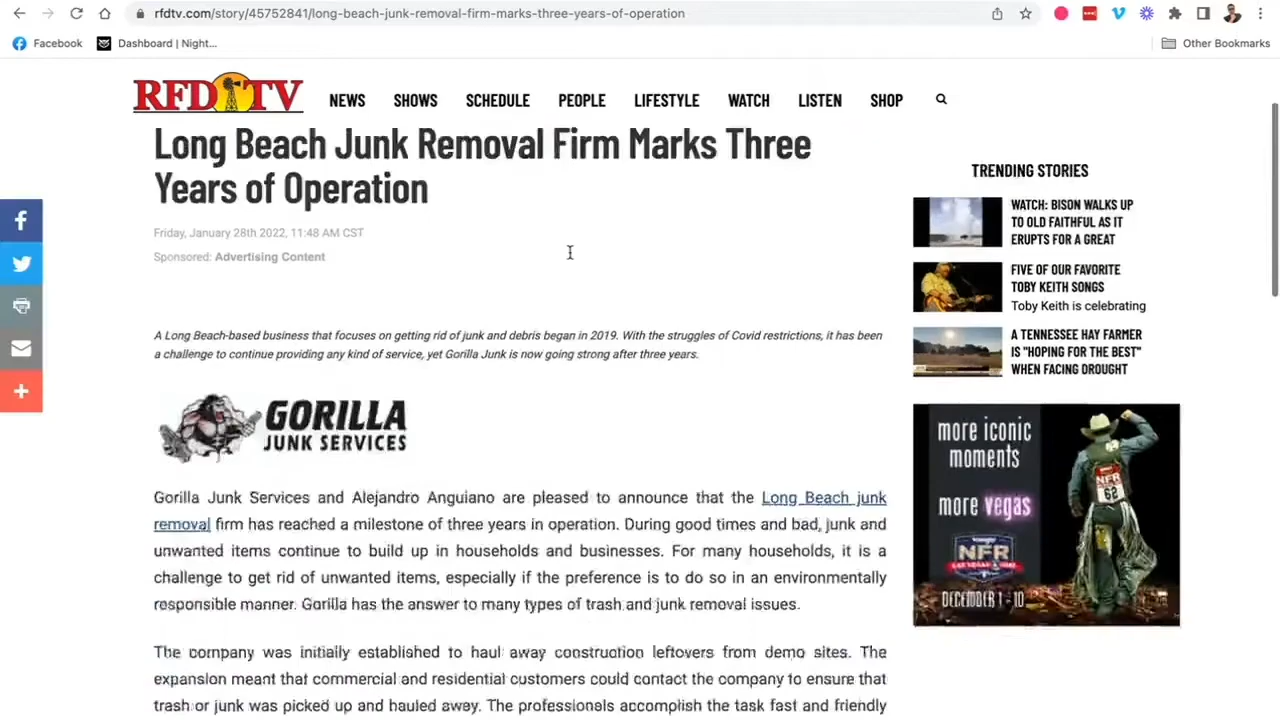 rfdtv.com/story/45752841/long-beach-junk-removal-firm-marks-three-years-of-operation
Facebook
Dashboard | Night...
Other Bookmarks
RFD TV
NEWS
SHOWS
SCHEDULE
PEOPLE
LIFESTYLE
WATCH
LISTEN
SHOP
Long Beach Junk Removal Firm Marks Three
Years of Operation
Friday, January 28th 2022, 11:48 AM CST
Sponsored: Advertising Content
A Long Beach-based business that focuses on getting rid of junk and debris began in 2019. With the struggles of Covid restrictions, it has been
a challenge to continue providing any kind of service, yet Gorilla Junk is now going strong after three years.
GORILLA
JUNK SERVICES
Gorilla Junk Services and Alejandro Anguiano are pleased to announce that the Long Beach junk
removal firm has reached a milestone of three years in operation. During good times and bad, junk and
unwanted items continue to build up in households and businesses. For many households, it is a
challenge to get rid of unwanted items, especially if the preference is to do so in an environmentally
responsible manner. Gorilla has the answer to many types of trash and junk removal issues.
The company was initially established to haul away construction leftovers from demo sites. The
expansion meant that commercial and residential customers could contact the company to ensure that
trash or junk was picked up and hauled away. The professionals accomplish the task fast and friendly
TRENDING STORIES
WATCH: BISON WALKS UP
TO OLD FAITHFUL AS IT
ERUPTS FOR A GREAT
FIVE OF OUR FAVORITE
TOBY KEITH SONGS
Toby Keith is celebrating
A TENNESSEE HAY FARMER
IS "HOPING FOR THE BEST"
WHEN FACING DROUGHT
more iconic
moments
more vegas
NFR
DECEMBER 1-10
NFR
62